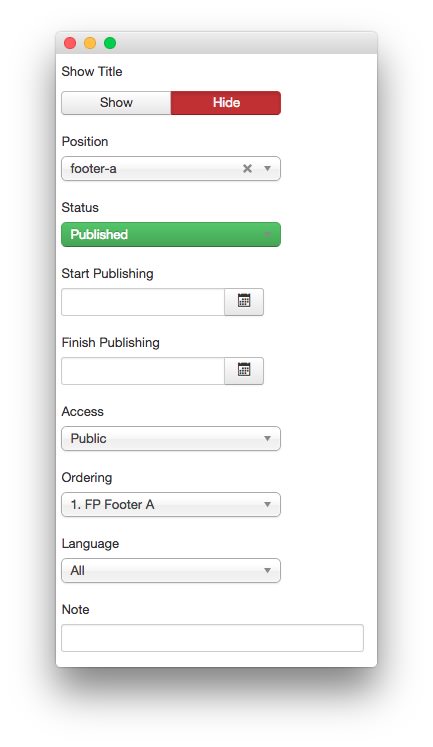 Show Title
Show Hide
Position
footer-a
Status
Published
Start Publishing
Finish Publishing
Access
Public
Ordering
1. FP Footer A
Language
All
Note